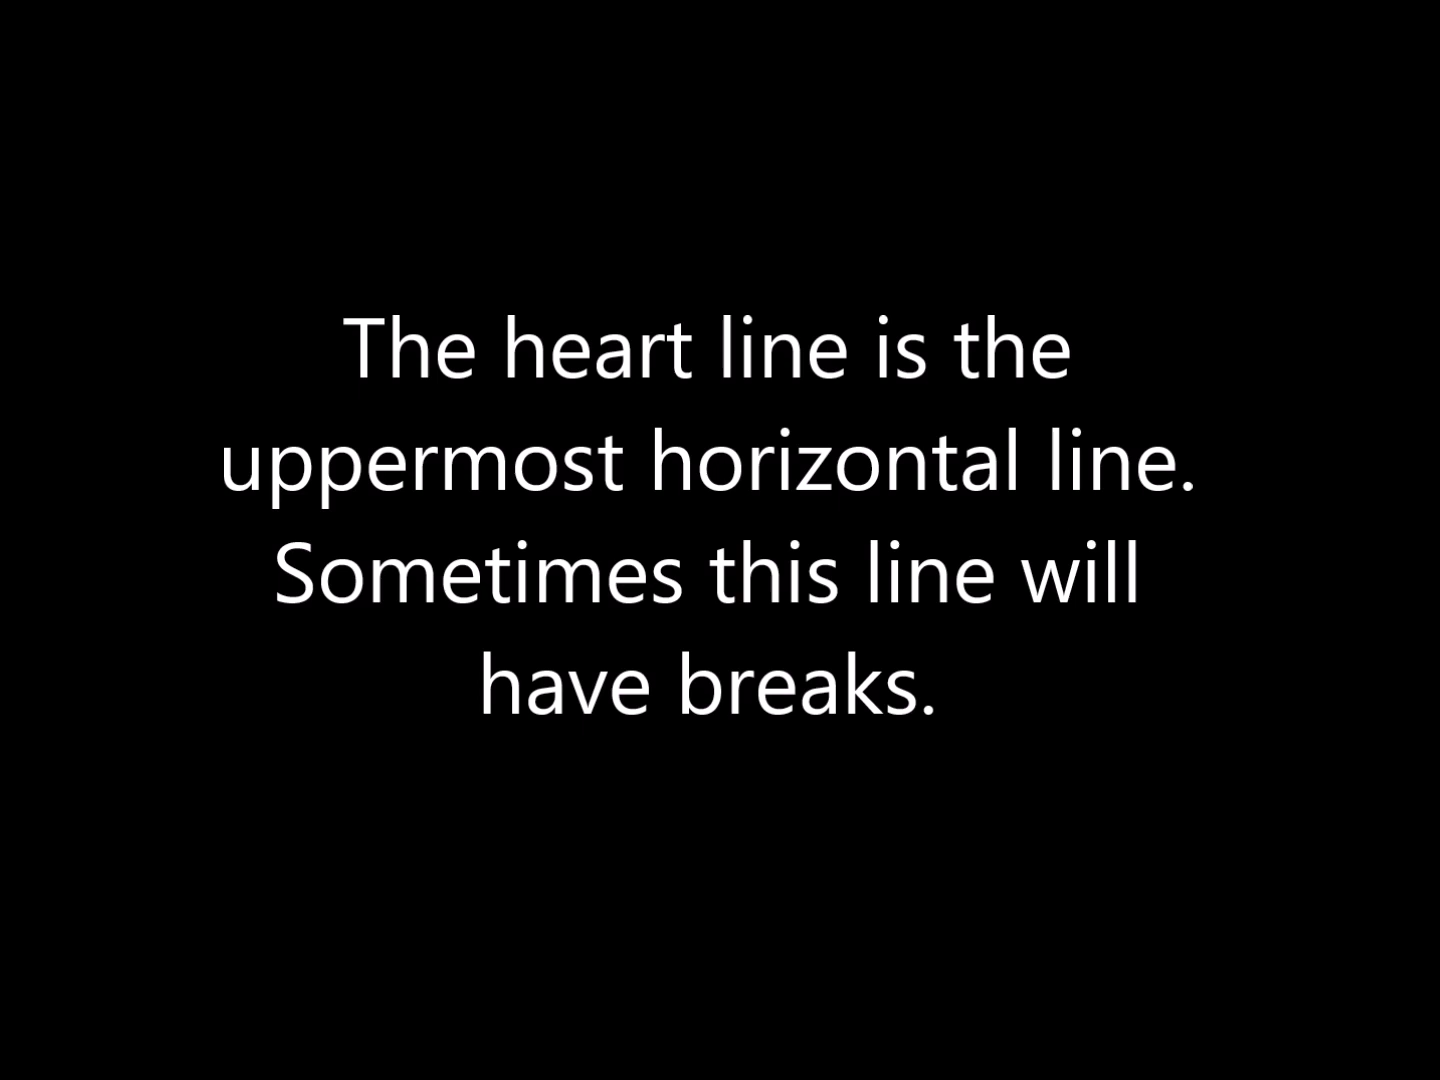 The heart line is the
uppermost horizontal line.
Sometimes this line will
have breaks.